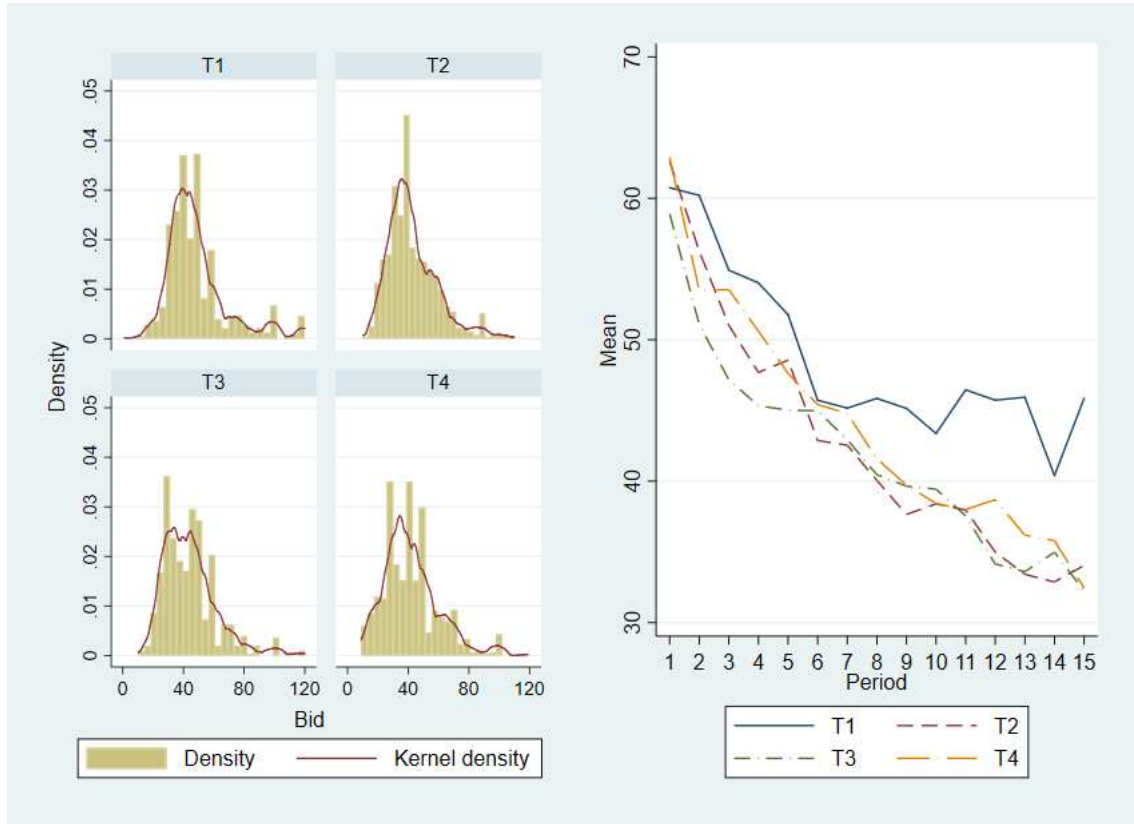 T1 T2
.05
.04
.03
.02
.01
0
T3 T4
.05
.04
.03
.02
.01
0
Density
0 40 80 120 0 40 80 120
Bid
Density Kernel density
70
60
50
40
30
Mean
1 2 3 4 5 6 7 8 9 10 11 12 13 14 15
Period
T1 T2
T3 T4